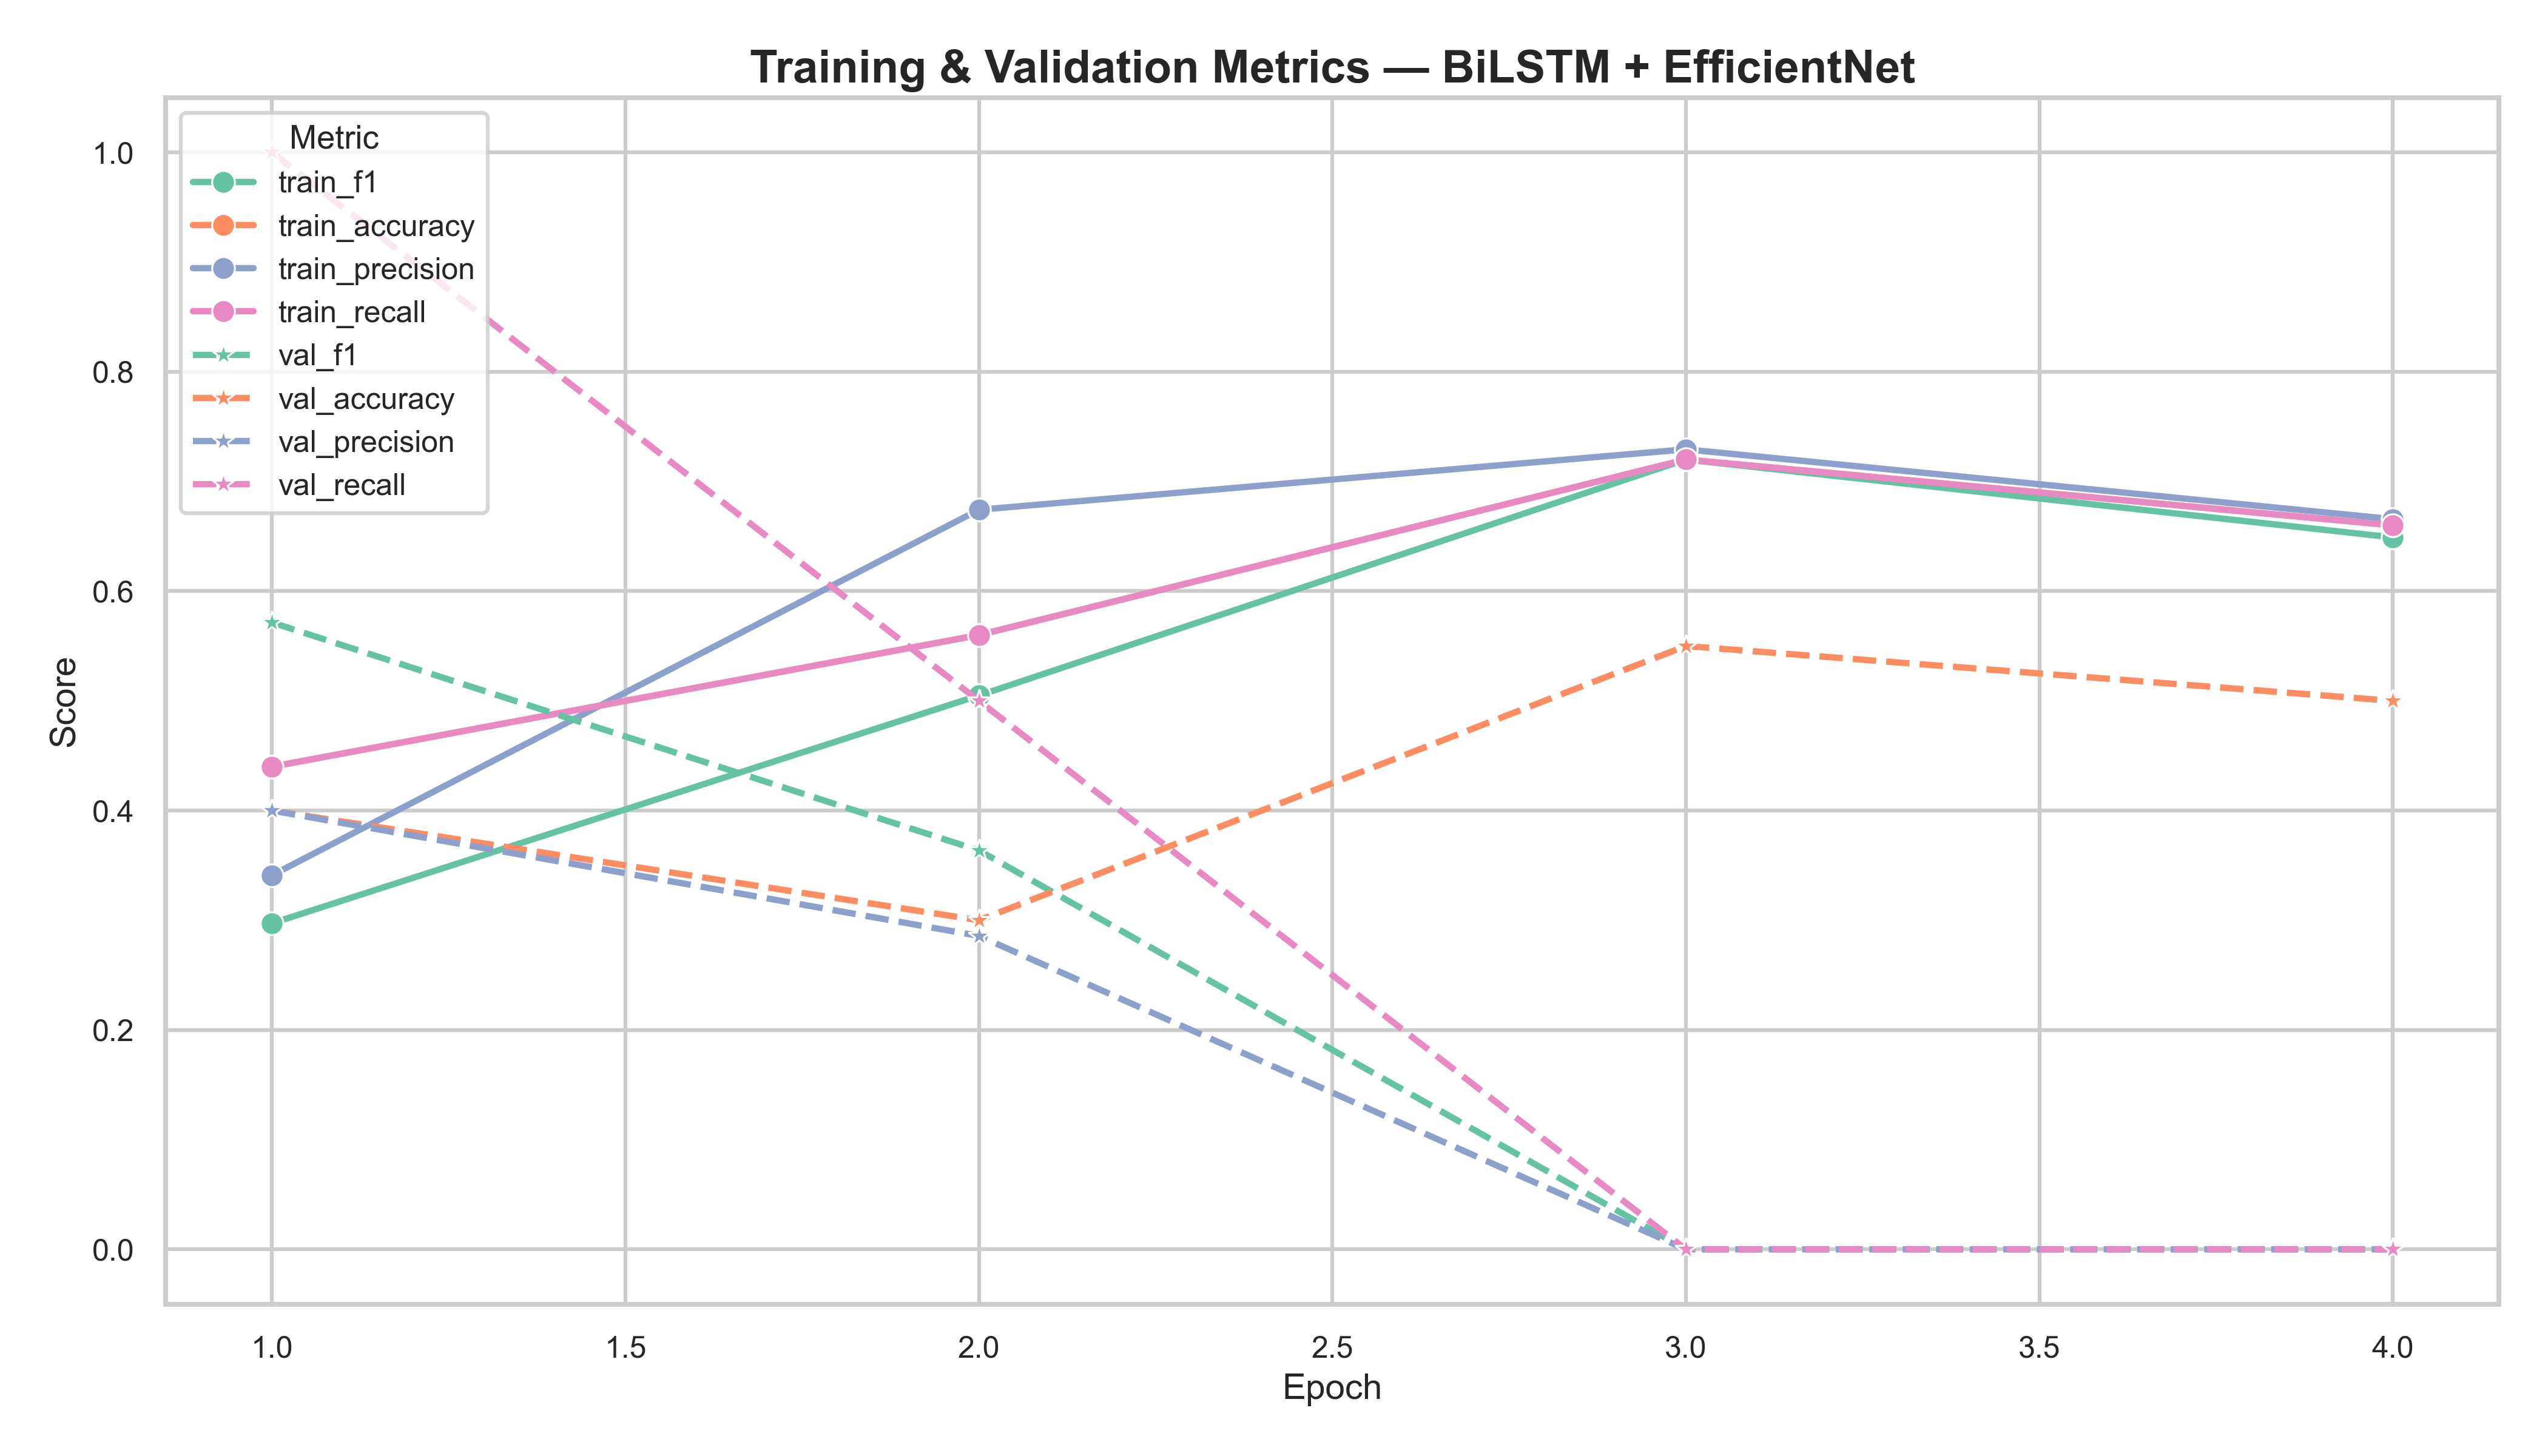 Training & Validation Metrics — BiLSTM + EfficientNet
Metric
train_f1
train_accuracy
train_precision
train_recall
val_f1
val_accuracy
val_precision
val_recall
Score
1.0
0.8
0.6
0.4
0.2
0.0
1.0 1.5 2.0 2.5 3.0 3.5 4.0
Epoch